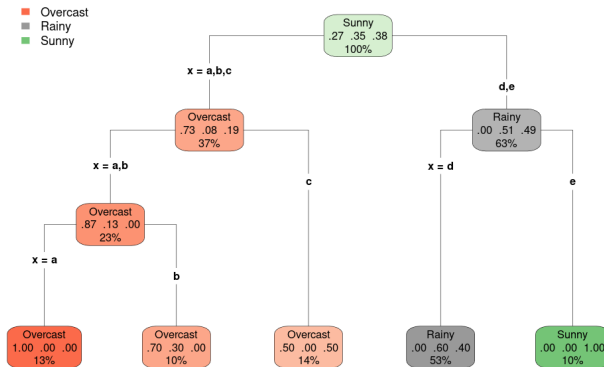 Overcast
Rainy
Sunny
Sunny
.27 .35 .38
100%
x = a,b,c
d,e
Overcast
.73 .08 .19
37%
Rainy
.00 .51 .49
63%
x = a,b
c
x = d
e
Overcast
.87 .13 .00
23%
x = a
b
Overcast
1.00 .00 .00
13%
Overcast
.70 .30 .00
10%
Overcast
.50 .00 .50
14%
Rainy
.00 .60 .40
53%
Sunny
.00 .00 1.00
10%